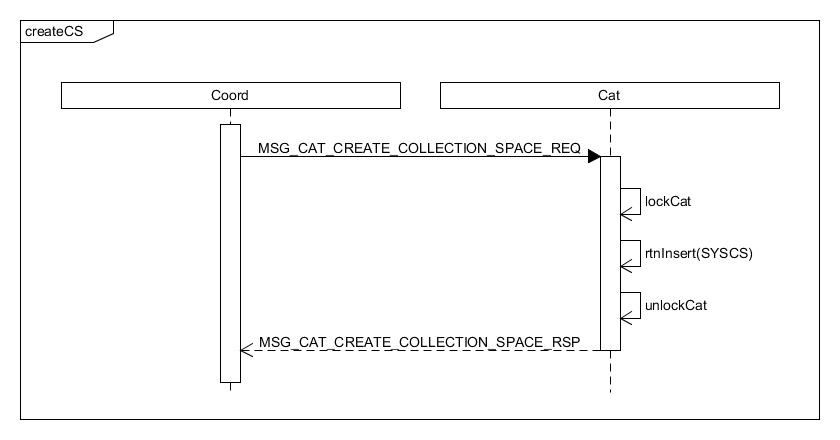 createCS
Coord
Cat
MSG_CAT_CREATE_COLLECTION_SPACE_REQ
lockCat
rtnInsert(SYSCS)
unlockCat
MSG_CAT_CREATE_COLLECTION_SPACE_RSP